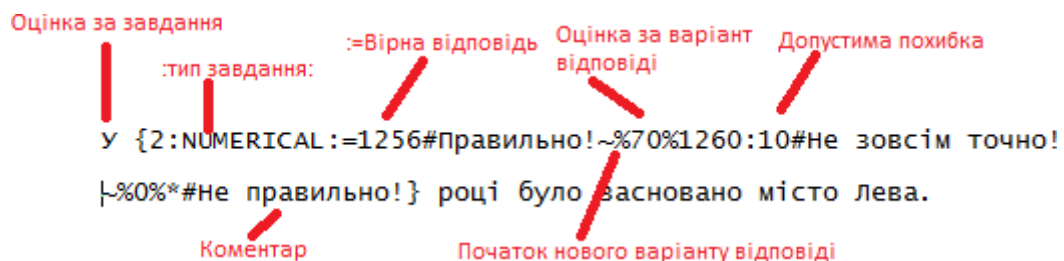 Оцінка за завдання
:=Вірна відповідь
Оцінка за варіант
відповіді
Допустима похибка
:тип завдання:
У {2:NUMERICAL:=1256#Правильно!~%70%1260:10#Не зовсім точно!
~%0%*#Не правильно!} році було засновано місто Лева.
Коментар
Початок нового варіанту відповіді